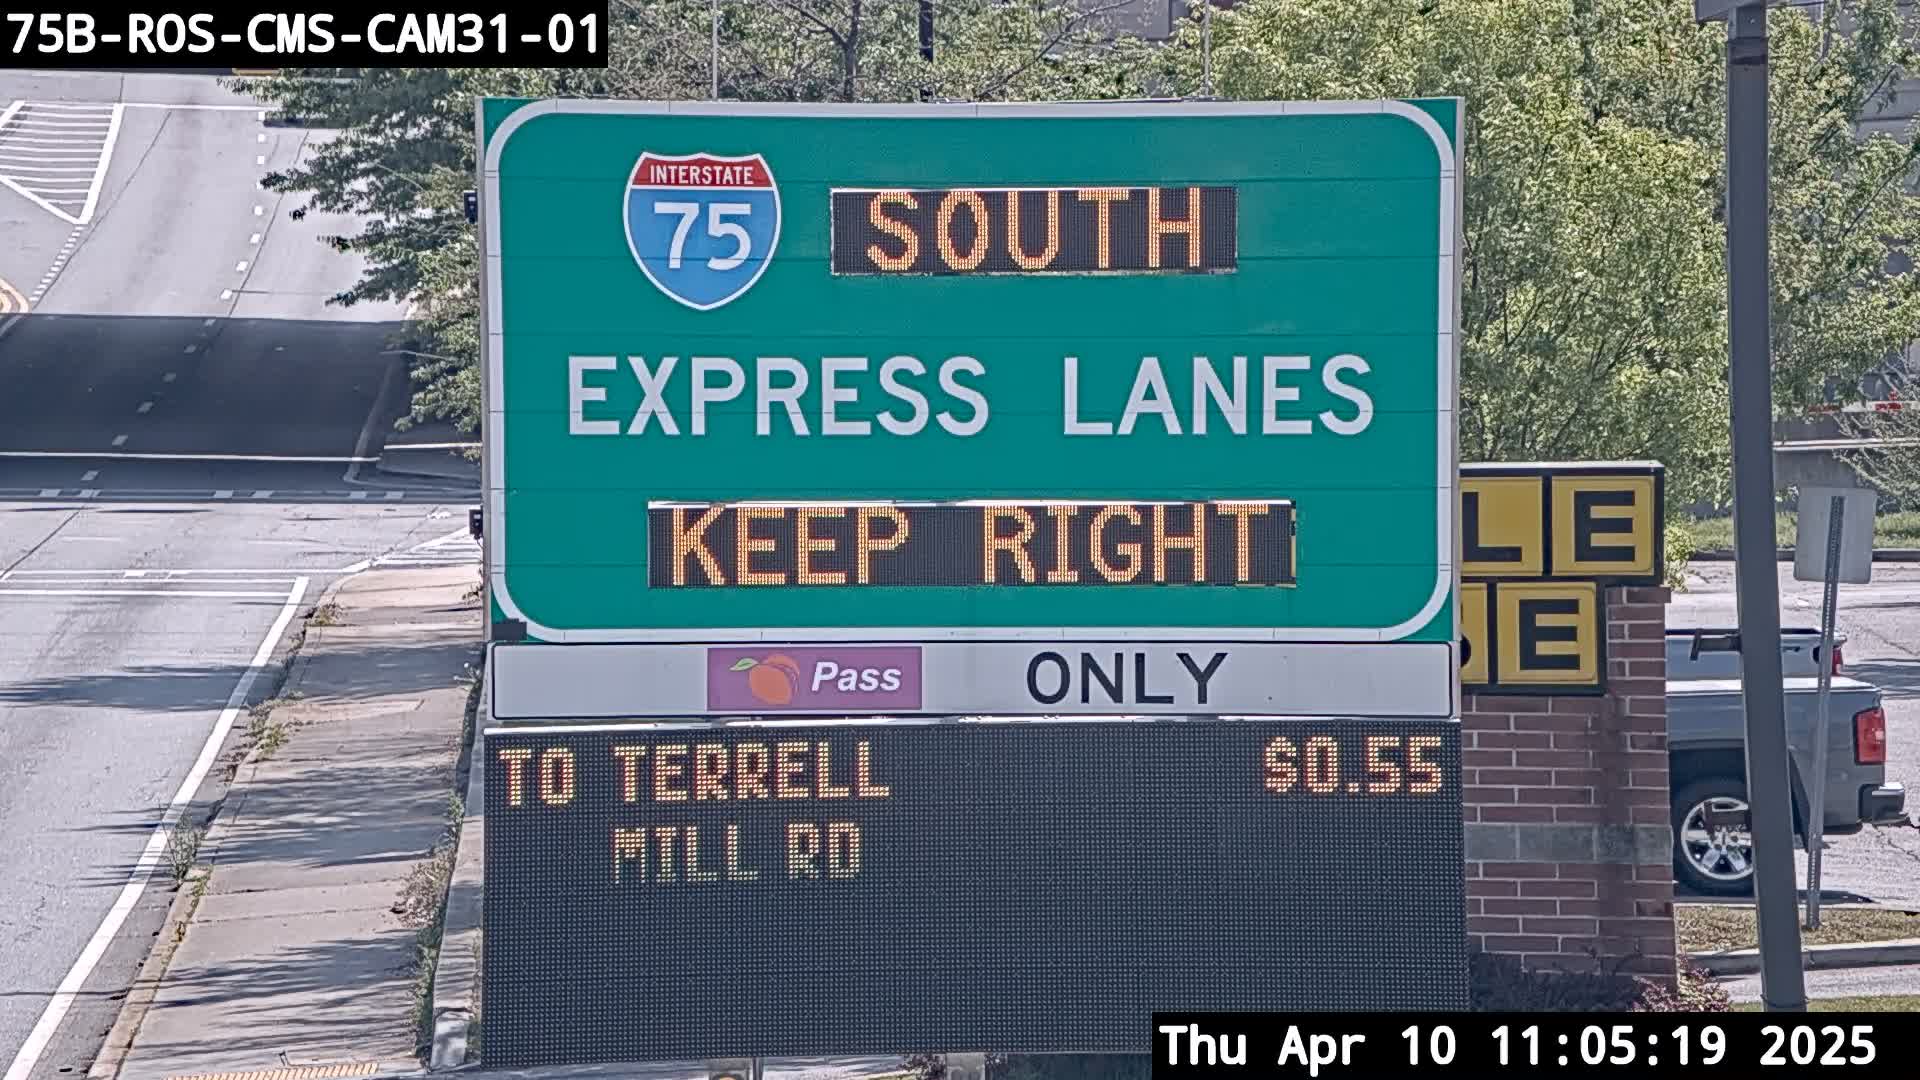 75B-ROS-CMS-CAM31-01
INTERSTATE
75
SOUTH
EXPRESS LANES
KEEP RIGHT
Pass ONLY
TO TERRELL $0.55
MILL RD
LE
E
Thu Apr 10 11:05:19 2025